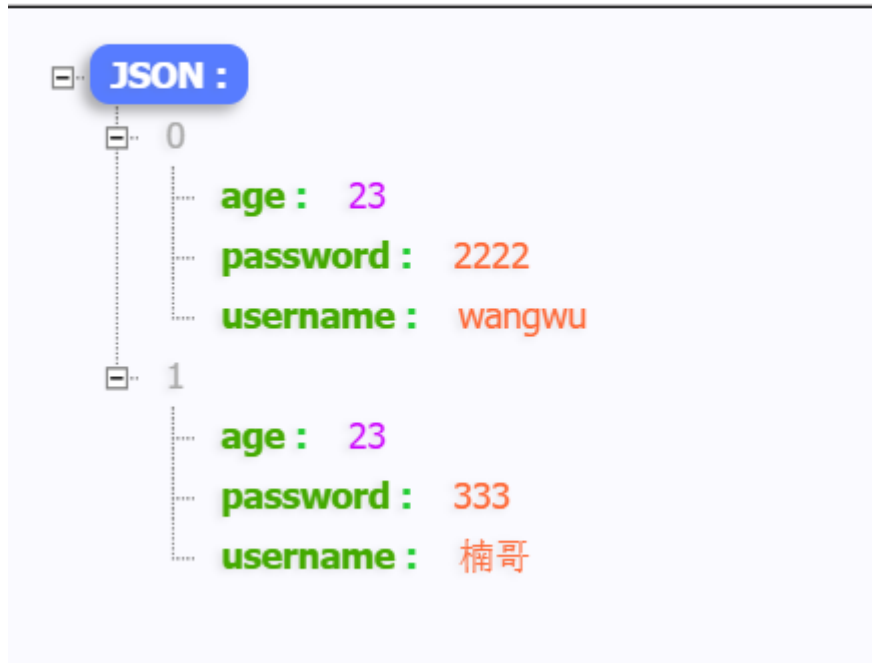 JSON :
0
age : 23
password : 2222
username : wangwu
1
age : 23
password : 333
username : 楠哥